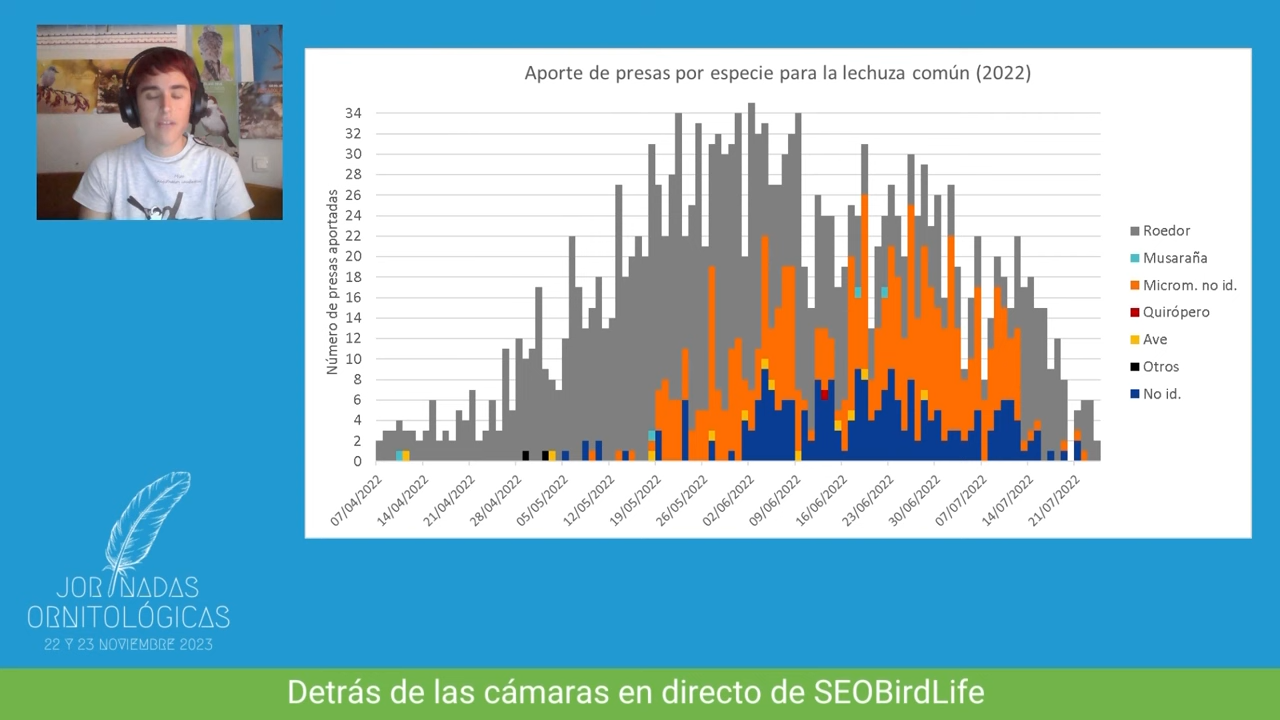 Aporte de presas por especie para la lechuza común (2022)
Número de presas aportadas
34
32
30
28
26
24
22
20
18
16
14
12
10
8
6
4
2
0
07/04/2022
14/04/2022
21/04/2022
28/04/2022
05/05/2022
12/05/2022
19/05/2022
26/05/2022
02/06/2022
09/06/2022
16/06/2022
23/06/2022
30/06/2022
07/07/2022
14/07/2022
21/07/2022
Roedor
Musaraña
Microm. no id.
Quirópero
Ave
Otros
No id.
JORNADAS
ORNITOLÓGICAS
22 Y 23 NOVIEMBRE 2023
Detrás de las cámaras en directo de SEOBirdLife